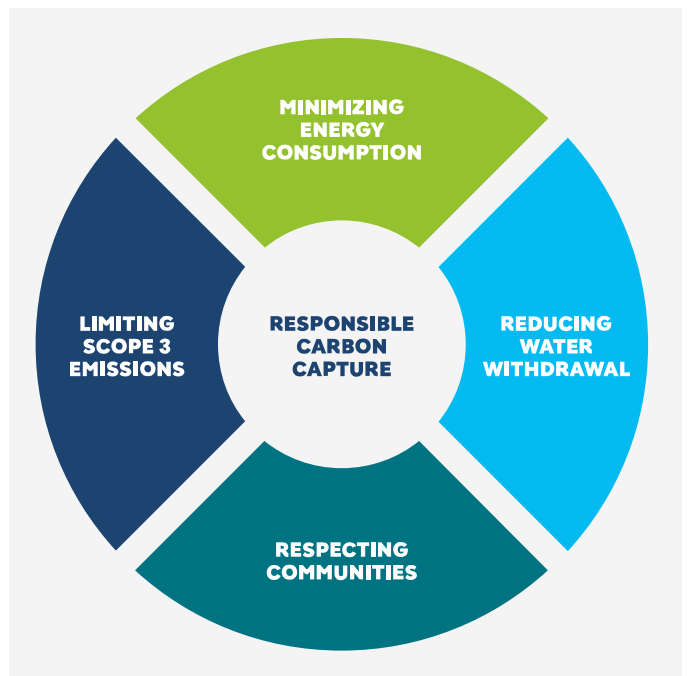 MINIMIZING
ENERGY
CONSUMPTION
LIMITING
SCOPE 3
EMISSIONS
RESPONSIBLE
CARBON
CAPTURE
REDUCING
WATER
WITHDRAWAL
RESPECTING
COMMUNITIES